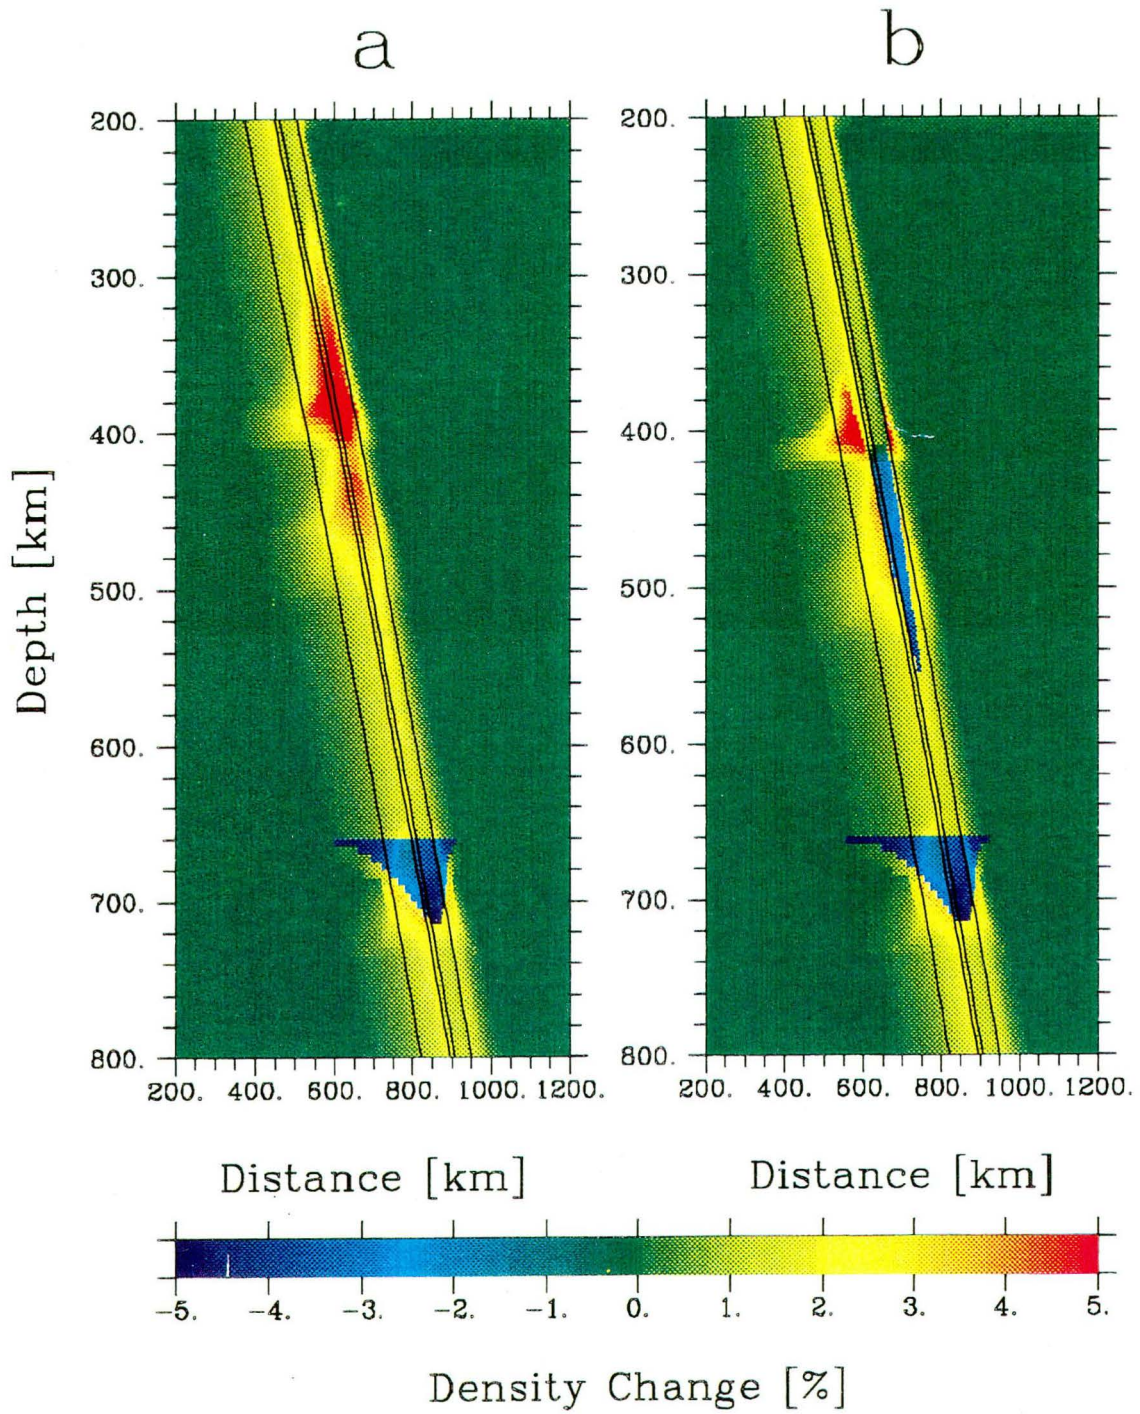 a
b
200.
300.
400.
500.
600.
700.
800.
200.
300.
400.
500.
600.
700.
800.
Depth [km]
200. 400. 600. 800. 1000. 1200.
200. 400. 600. 800. 1000. 1200.
Distance [km]
Distance [km]
-5. -4. -3. -2. -1. 0. 1. 2. 3. 4. 5.
Density Change [%]